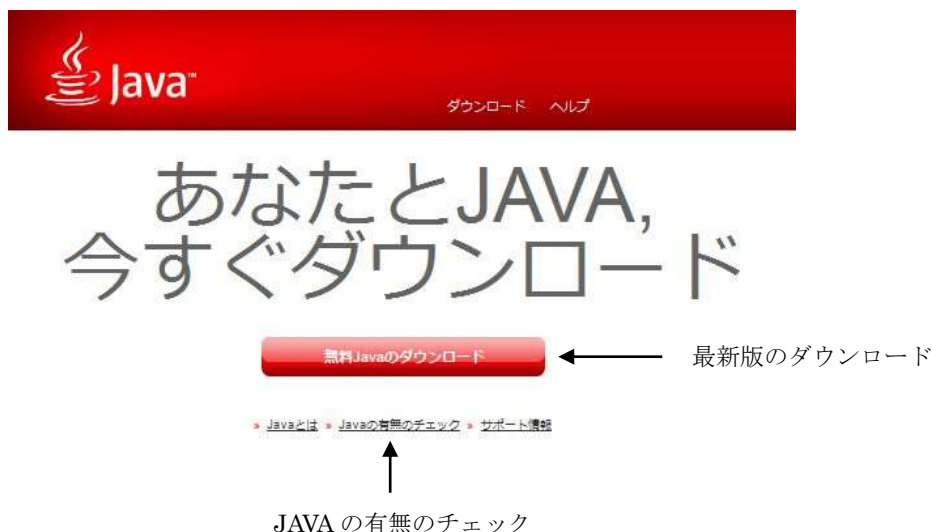 Java™
ダウンロード ヘルプ
あなたとJAVA,
今すぐダウンロード
無料Javaのダウンロード
最新版のダウンロード
» Javaとは » Javaの有無のチェック » サポート情報
JAVA の有無のチェック